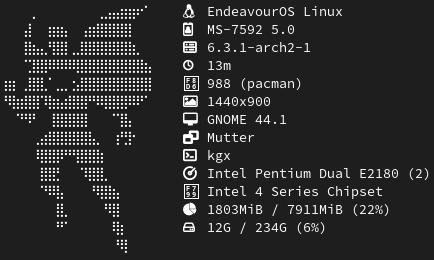 EndeavourOS Linux
MS-7592 5.0
6.3.1-arch2-1
13m
988 (pacman)
1440x900
GNOME 44.1
Mutter
kgx
Intel Pentium Dual E2180 (2)
Intel 4 Series Chipset
1803MiB / 7911MiB (22%)
12G / 234G (6%)